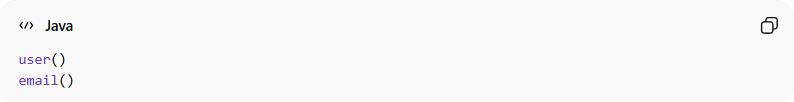 </> Java
user()
email()